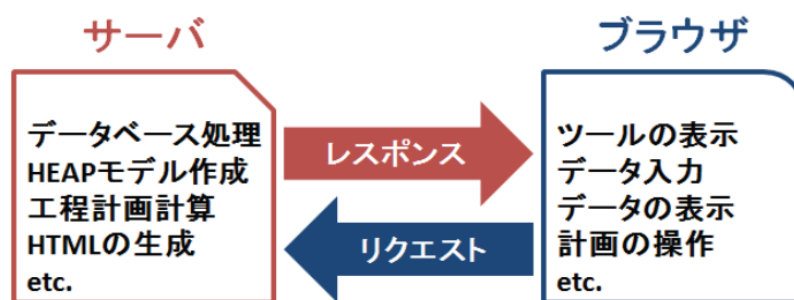 サーバ
データベース処理
HEAPモデル作成
工程計画計算
HTMLの生成
etc.
レスポンス
リクエスト
ブラウザ
ツールの表示
データ入力
データの表示
計画の操作
etc.